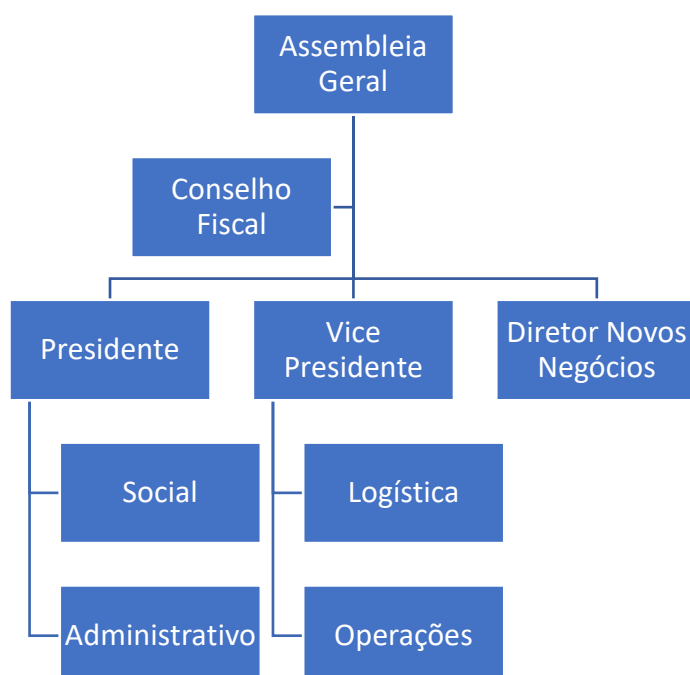 Assembleia
Geral
Conselho
Fiscal
Presidente
Vice
Presidente
Diretor Novos
Negócios
Social
Logística
Administrativo
Operações